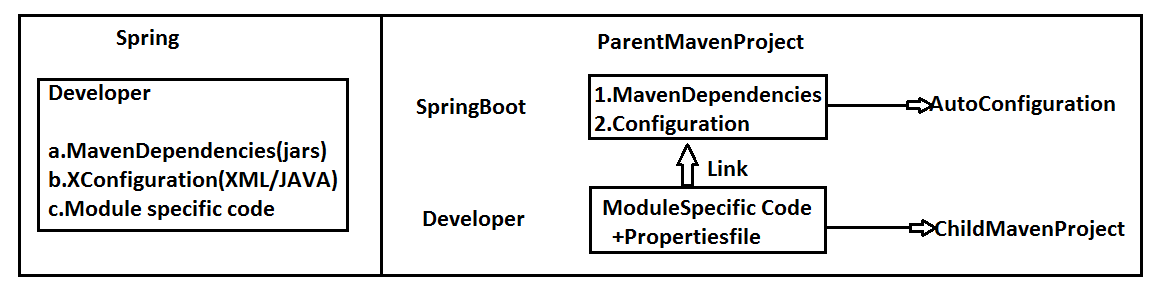 Spring
Developer
a.MavenDependencies(jars)
b.XConfiguration(XML/JAVA)
c.Module specific code
ParentMavenProject
SpringBoot
1.MavenDependencies
2.Configuration
AutoConfiguration
Link
Developer
ModuleSpecific Code
+Propertiesfile
ChildMavenProject